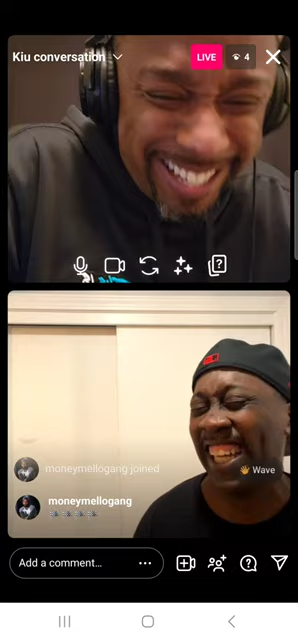 Kiu conversation
LIVE
4
moneymellogang joined
Wave
moneymellogang
Add a comment...